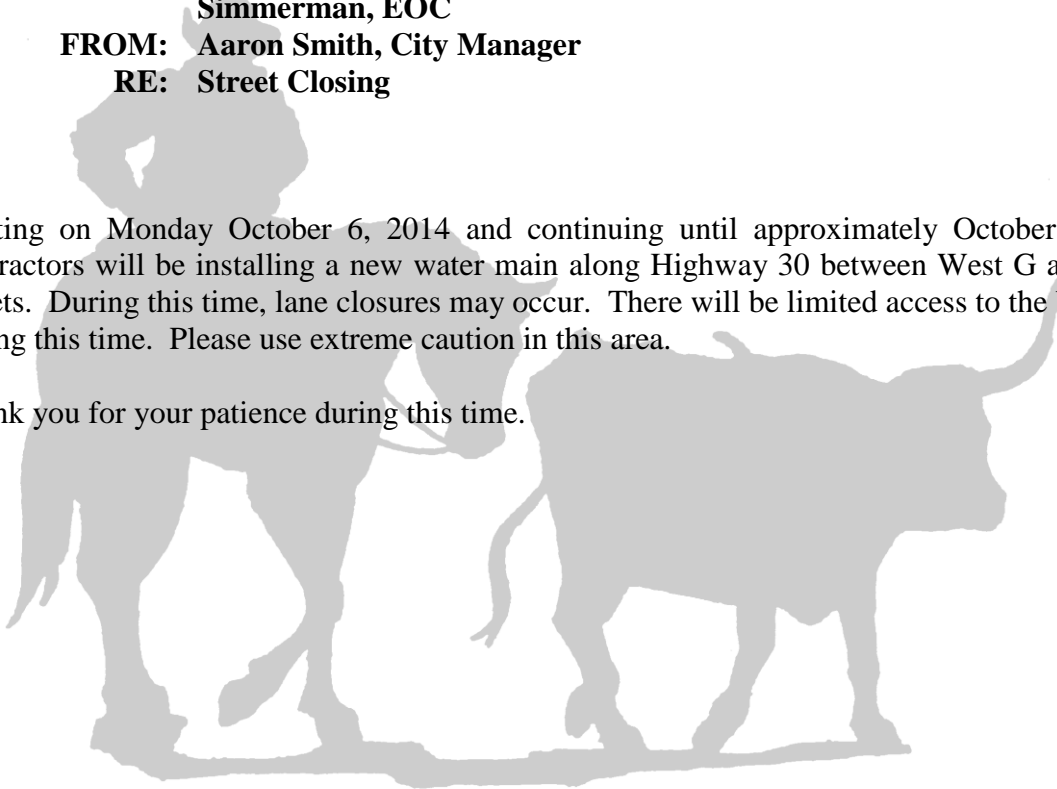 Simmerman, EOC
FROM: Aaron Smith, City Manager
RE: Street Closing
ting on Monday October 6, 2014 and continuing until approximately October
ractors will be installing a new water main along Highway 30 between West G a
ets. During this time, lane closures may occur. There will be limited access to the
ng this time. Please use extreme caution in this area.
nk you for your patience during this time.